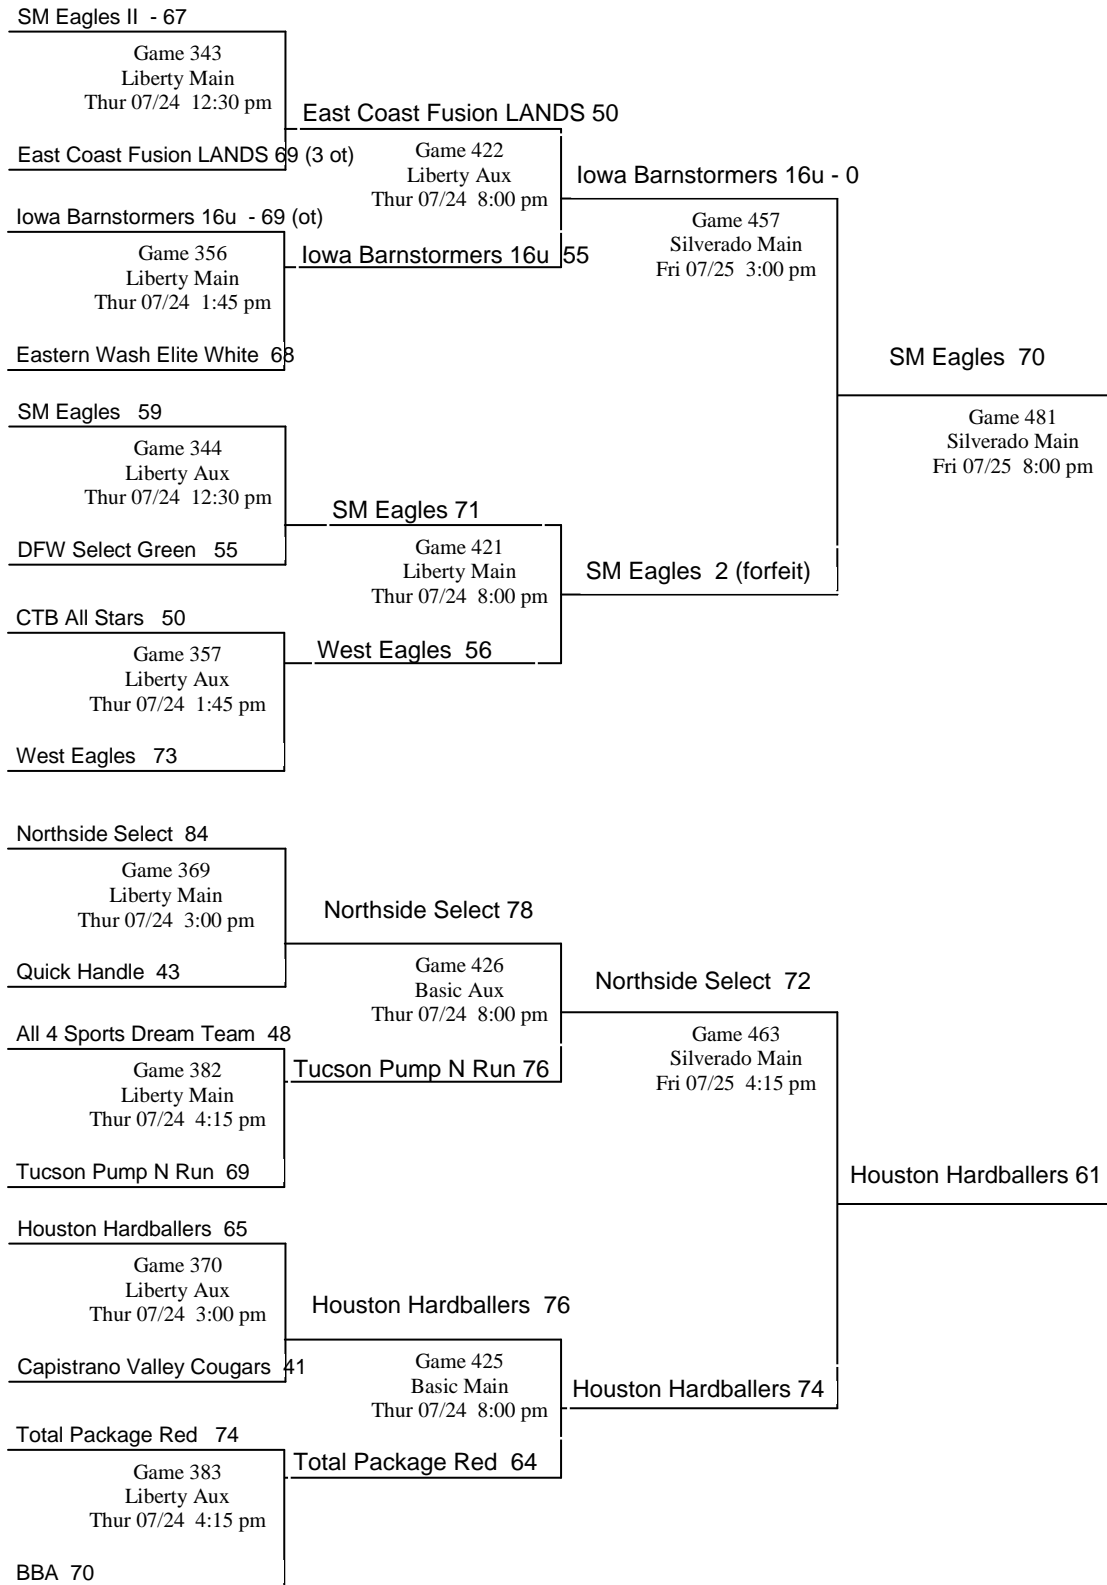 SM Eagles II  - 67
Game 343
Liberty Main
Thur 07/24  12:30 pm
East Coast Fusion LANDS 69 (3 ot)
East Coast Fusion LANDS 50
Game 422
Liberty Aux
Thur 07/24  8:00 pm
Iowa Barnstormers 16u  - 69 (ot)
Game 356
Liberty Main
Thur 07/24  1:45 pm
Eastern Wash Elite White  68
Iowa Barnstormers 16u  55
Iowa Barnstormers 16u - 0
Game 457
Silverado Main
Fri 07/25  3:00 pm
SM Eagles   59
Game 344
Liberty Aux
Thur 07/24  12:30 pm
DFW Select Green   55
SM Eagles 71
Game 421
Liberty Main
Thur 07/24  8:00 pm
CTB All Stars   50
Game 357
Liberty Aux
Thur 07/24  1:45 pm
West Eagles   73
West Eagles  56
SM Eagles  2 (forfeit)
SM Eagles  70
Game 481
Silverado Main
Fri 07/25  8:00 pm
Northside Select  84
Game 369
Liberty Main
Thur 07/24  3:00 pm
Quick Handle  43
Northside Select 78
Game 426
Basic Aux
Thur 07/24  8:00 pm
All 4 Sports Dream Team  48
Game 382
Liberty Main
Thur 07/24  4:15 pm
Tucson Pump N Run  69
Tucson Pump N Run 76
Northside Select  72
Game 463
Silverado Main
Fri 07/25  4:15 pm
Houston Hardballers  65
Game 370
Liberty Aux
Thur 07/24  3:00 pm
Capistrano Valley Cougars  41
Houston Hardballers  76
Game 425
Basic Main
Thur 07/24  8:00 pm
Total Package Red   74
Game 383
Liberty Aux
Thur 07/24  4:15 pm
BBA  70
Total Package Red  64
Houston Hardballers 74
Houston Hardballers 61